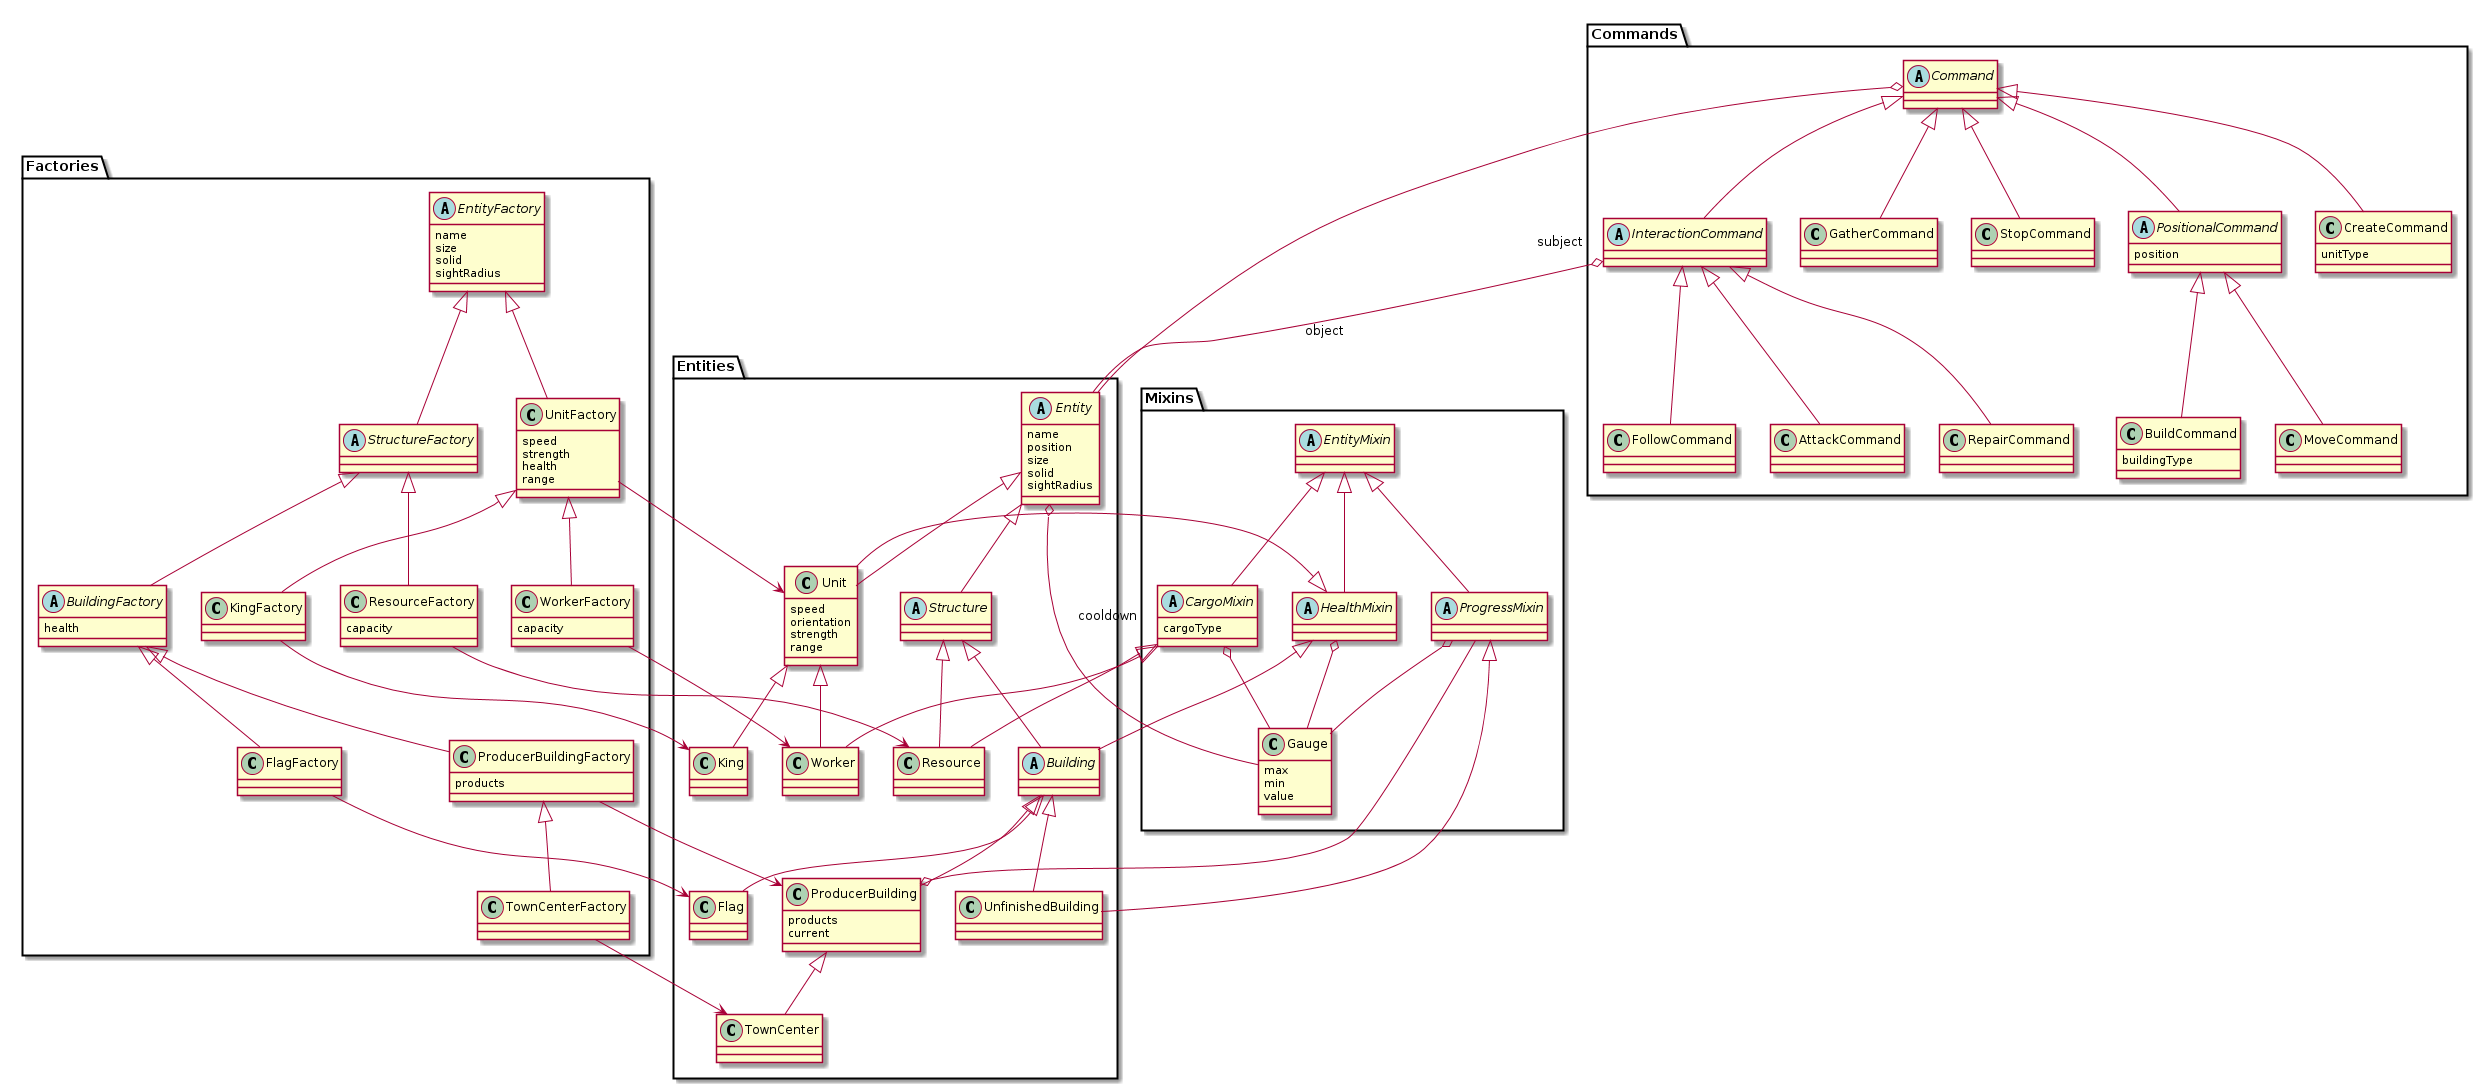 Commands
A Command
A InteractionCommand
C GatherCommand
C StopCommand
A PositionalCommand
position
C CreateCommand
unitType
C FollowCommand
C AttackCommand
C RepairCommand
C BuildCommand
buildingType
C MoveCommand
subject
object
Factories
A EntityFactory
name
size
solid
sightRadius
A StructureFactory
C UnitFactory
speed
strength
health
range
A BuildingFactory
health
C KingFactory
C ResourceFactory
capacity
C WorkerFactory
capacity
C FlagFactory
C ProducerBuildingFactory
products
C TownCenterFactory
Entities
A Entity
name
position
size
solid
sightRadius
C Unit
speed
orientation
strength
range
A Structure
cooldown
C King
C Worker
C Resource
A Building
C Flag
C ProducerBuilding
products
current
C UnfinishedBuilding
C TownCenter
Mixins
A EntityMixin
A CargoMixin
cargoType
A HealthMixin
A ProgressMixin
C Gauge
max
min
value